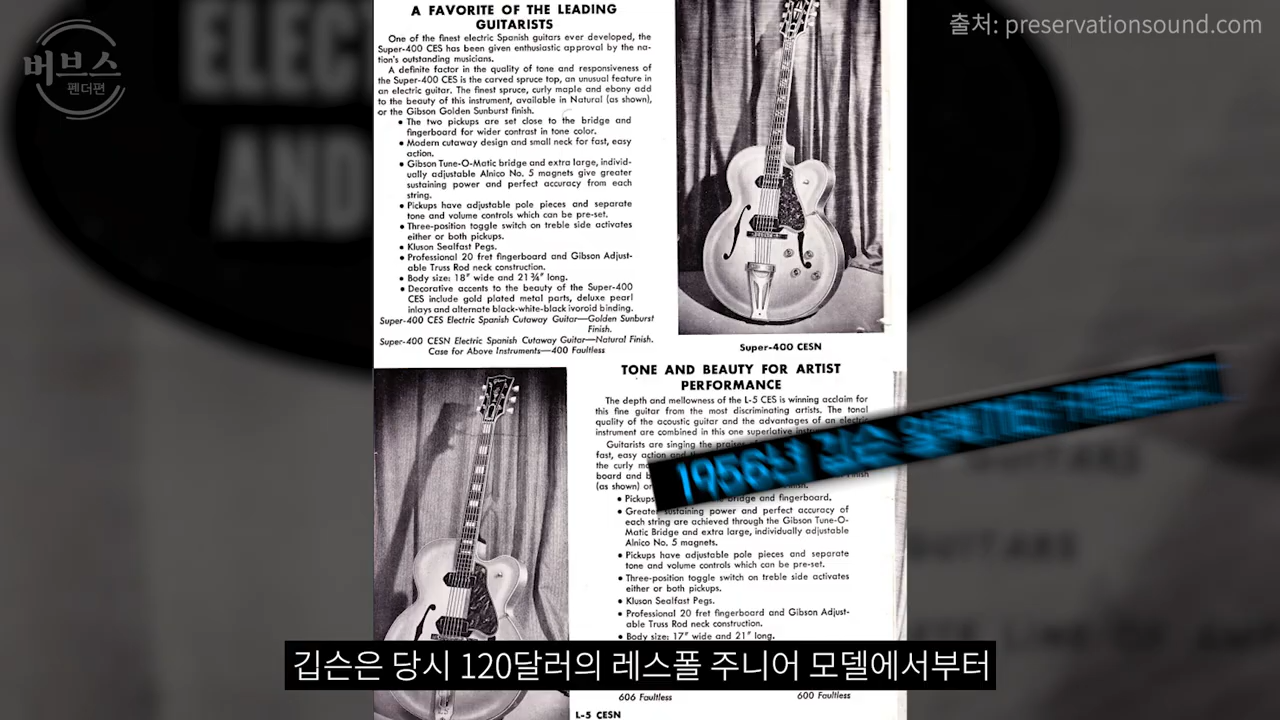 버브스
펜더편
출처: preservationsound.com
ELECT
AND
A FAVORITE OF THE LEADING
GUITARISTS
One of the finest electric Spanish guitars ever developed, the
Super-400 CES has been given enthusiastic approval by the na-
tion's outstanding musicians.
A definite factor in the quality of tone and responsiveness of
the Super-400 CES is the carved spruce top, an unusual feature in
an electric guitar. The finest spruce, curly maple and ebony add
to the beauty of this instrument, available in Natural (as shown),
or the Gibson Golden Sunburst finish.
• The two pickups are set close to the bridge and
fingerboard for wider contrast in tone color.
• Modern cutaway design and small neck for fast, easy
action.
• Gibson Tune-O-Matic bridge and extra large, individ-
ually adjustable Alnico No. 5 magnets give greater
sustaining power and perfect accuracy from each
string.
• Pickups have adjustable pole pieces and separate
tone and volume controls which can be pre-set.
• Three-position toggle switch on treble side activates
either or both pickups.
• Kluson Sealfast Pegs.
• Professional 20 fret fingerboard and Gibson Adjust-
able Truss Rod neck construction.
• Body size: 18" wide and 21¾" long.
• Decorative accents to the beauty of the Super-400
CES include gold plated metal parts, deluxe pearl
inlays and alternate black-white-black ivoroid binding.
Super-400 CES Electric Spanish Cutaway Guitar—Golden Sunburst
Finish.
Super-400 CESN Electric Spanish Cutaway Guitar—Natural Finish.
Case for Above Instruments—400 Faultless
Super-400 CESN
TONE AND BEAUTY FOR ARTIST
PERFORMANCE
The depth and mellowness of the L-5 CES is winning acclaim for
this fine guitar from the most discriminating artists. The tonal
quality of the acoustic guitar and the advantages of an electric
instrument are combined in this one superlative
Guitarists are singing the
fast, easy action
the curly
board and
(as shown) or
1956년 깁슨
• Pickups bridge and fingerboard.
• Greater sustaining power and perfect accuracy of
each string are achieved through the Gibson Tune-O-
Matic Bridge and extra large, individually adjustable
Alnico No. 5 magnets.
• Pickups have adjustable pole pieces and separate
tone and volume controls which can be pre-set.
• Three-position toggle switch on treble side activates
either or both pickups.
• Kluson Sealfast Pegs.
• Professional 20 fret fingerboard and Gibson Adjust-
able Truss Rod neck construction.
• Body size: 17" wide and 21" long.
깁슨은 당시 120달러의 레스폴 주니어 모델에서부터
606 Faultless 600 Faultless
L-5 CESN